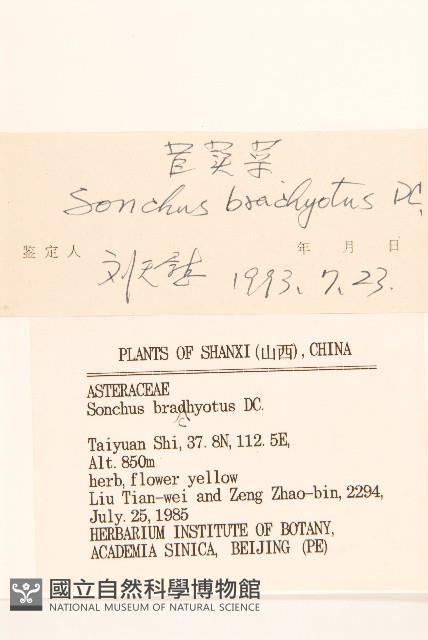 苣荬菜
Sonchus brachyotus DC.
鉴定人 刘天慰 年 月 日
1993. 7. 23.
PLANTS OF SHANXI (山西), CHINA
ASTERACEAE
Sonchus bradhyotus DC.
c
Taiyuan Shi, 37.8N, 112.5E,
Alt. 850m
herb, flower yellow
Liu Tian-wei and Zeng Zhao-bin, 2294,
July. 25, 1985
HERBARIUM INSTITUTE OF BOTANY,
ACADEMIA SINICA, BEIJING (PE)
國立自然科學博物館
NATIONAL MUSEUM OF NATURAL SCIENCE